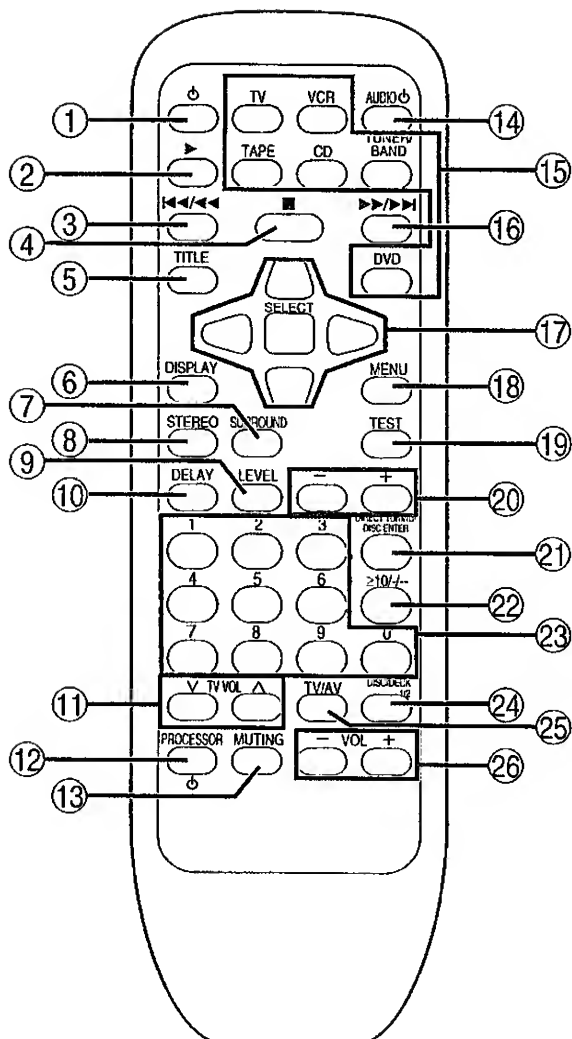 TV VCR AUDIO ⏻
① ⑭
TUNER/
TAPE CD BAND
② ⑮
③ ⑯
④
TITLE DVD
⑤
SELECT
⑰
DISPLAY MENU
⑥ ⑱
⑦
STEREO SURROUND TEST
⑧ ⑲
⑨
DELAY LEVEL − +
⑩ ⑳
1 2 3
DISC ENTER
㉑
4 5 6 ≥10/-/--
㉒
㉓
7 8 9 0
∨ TV VOL ∧ TV/AV DISC/DECK
1/2
⑪ ㉔
㉕
PROCESSOR MUTING − VOL +
⑫
⑬ ㉖